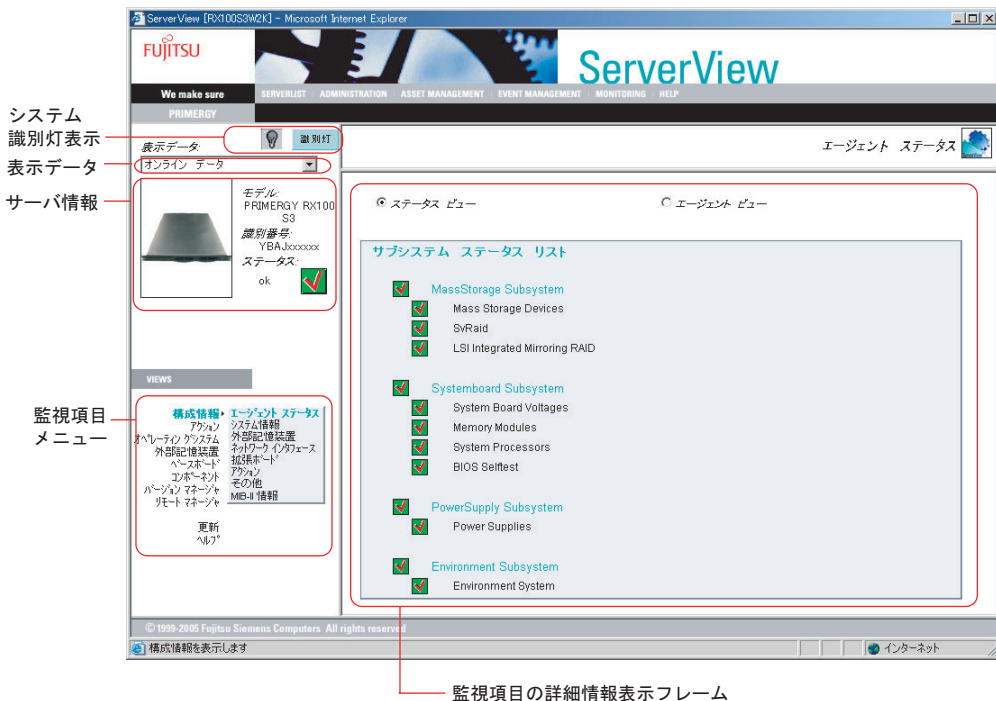 ServerView [RX100S3W2K] - Microsoft Internet Explorer
FUJITSU
ServerView
We make sure
SERVERLIST | ADMINISTRATION | ASSET MANAGEMENT | EVENT MANAGEMENT | MONITORING | HELP
PRIMERGY
システム
識別灯表示
表示データ
サーバ情報
監視項目
メニュー
表示データ:
識別灯
オンライン データ
モデル:
PRIMERGY RX100
S3
識別番号:
YBAJxxxxxx
ステータス:
ok
VIEWS
構成情報
アクション
オペレーティングシステム
外部記憶装置
ベースボード
コンポーネント
バージョン マネージャ
リモート マネージャ
更新
ヘルプ
エージェント ステータス
システム情報
外部記憶装置
ネットワーク インタフェース
拡張ボード
アクション
その他
MIB-II 情報
エージェント ステータス
ステータス ビュー
エージェント ビュー
サブシステム ステータス リスト
MassStorage Subsystem
Mass Storage Devices
SvRaid
LSI Integrated Mirroring RAID
Systemboard Subsystem
System Board Voltages
Memory Modules
System Processors
BIOS Selftest
PowerSupply Subsystem
Power Supplies
Environment Subsystem
Environment System
©1999-2005 Fujitsu Siemens Computers All rights reserved
構成情報を表示します
インターネット
監視項目の詳細情報表示フレーム